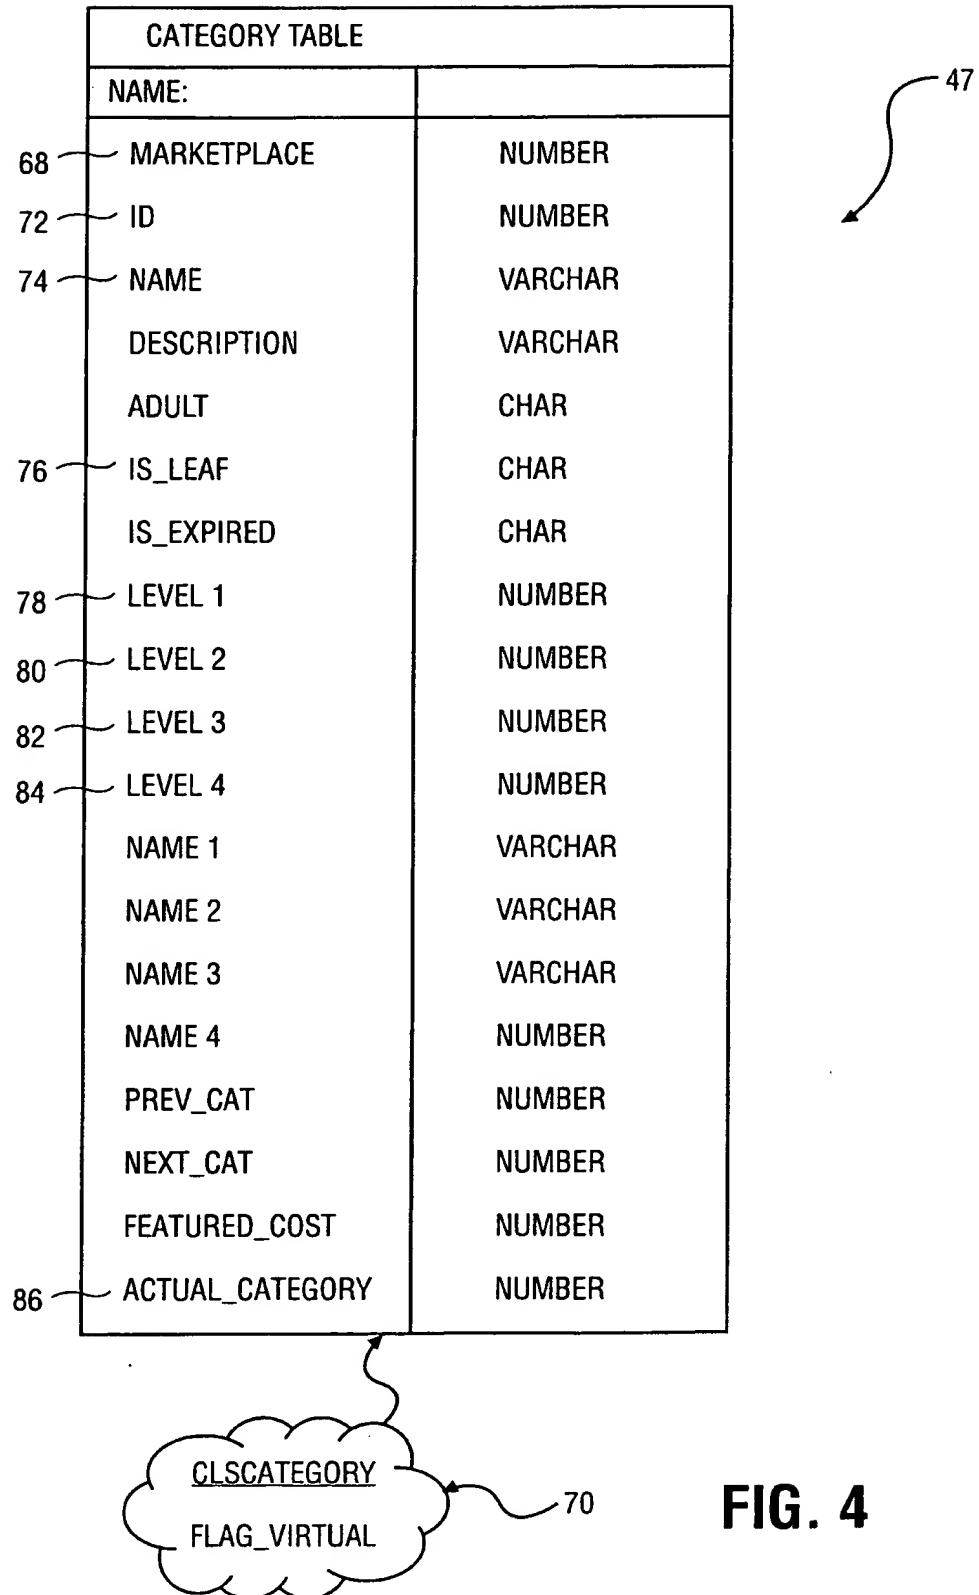 CATEGORY TABLE
NAME:
47
68 MARKETPLACE NUMBER
72 ID NUMBER
74 NAME VARCHAR
DESCRIPTION VARCHAR
ADULT CHAR
76 IS_LEAF CHAR
IS_EXPIRED CHAR
78 LEVEL 1 NUMBER
80 LEVEL 2 NUMBER
82 LEVEL 3 NUMBER
84 LEVEL 4 NUMBER
NAME 1 VARCHAR
NAME 2 VARCHAR
NAME 3 VARCHAR
NAME 4 NUMBER
PREV_CAT NUMBER
NEXT_CAT NUMBER
FEATURED_COST NUMBER
86 ACTUAL_CATEGORY NUMBER
CLSCATEGORY
FLAG_VIRTUAL
70
FIG. 4